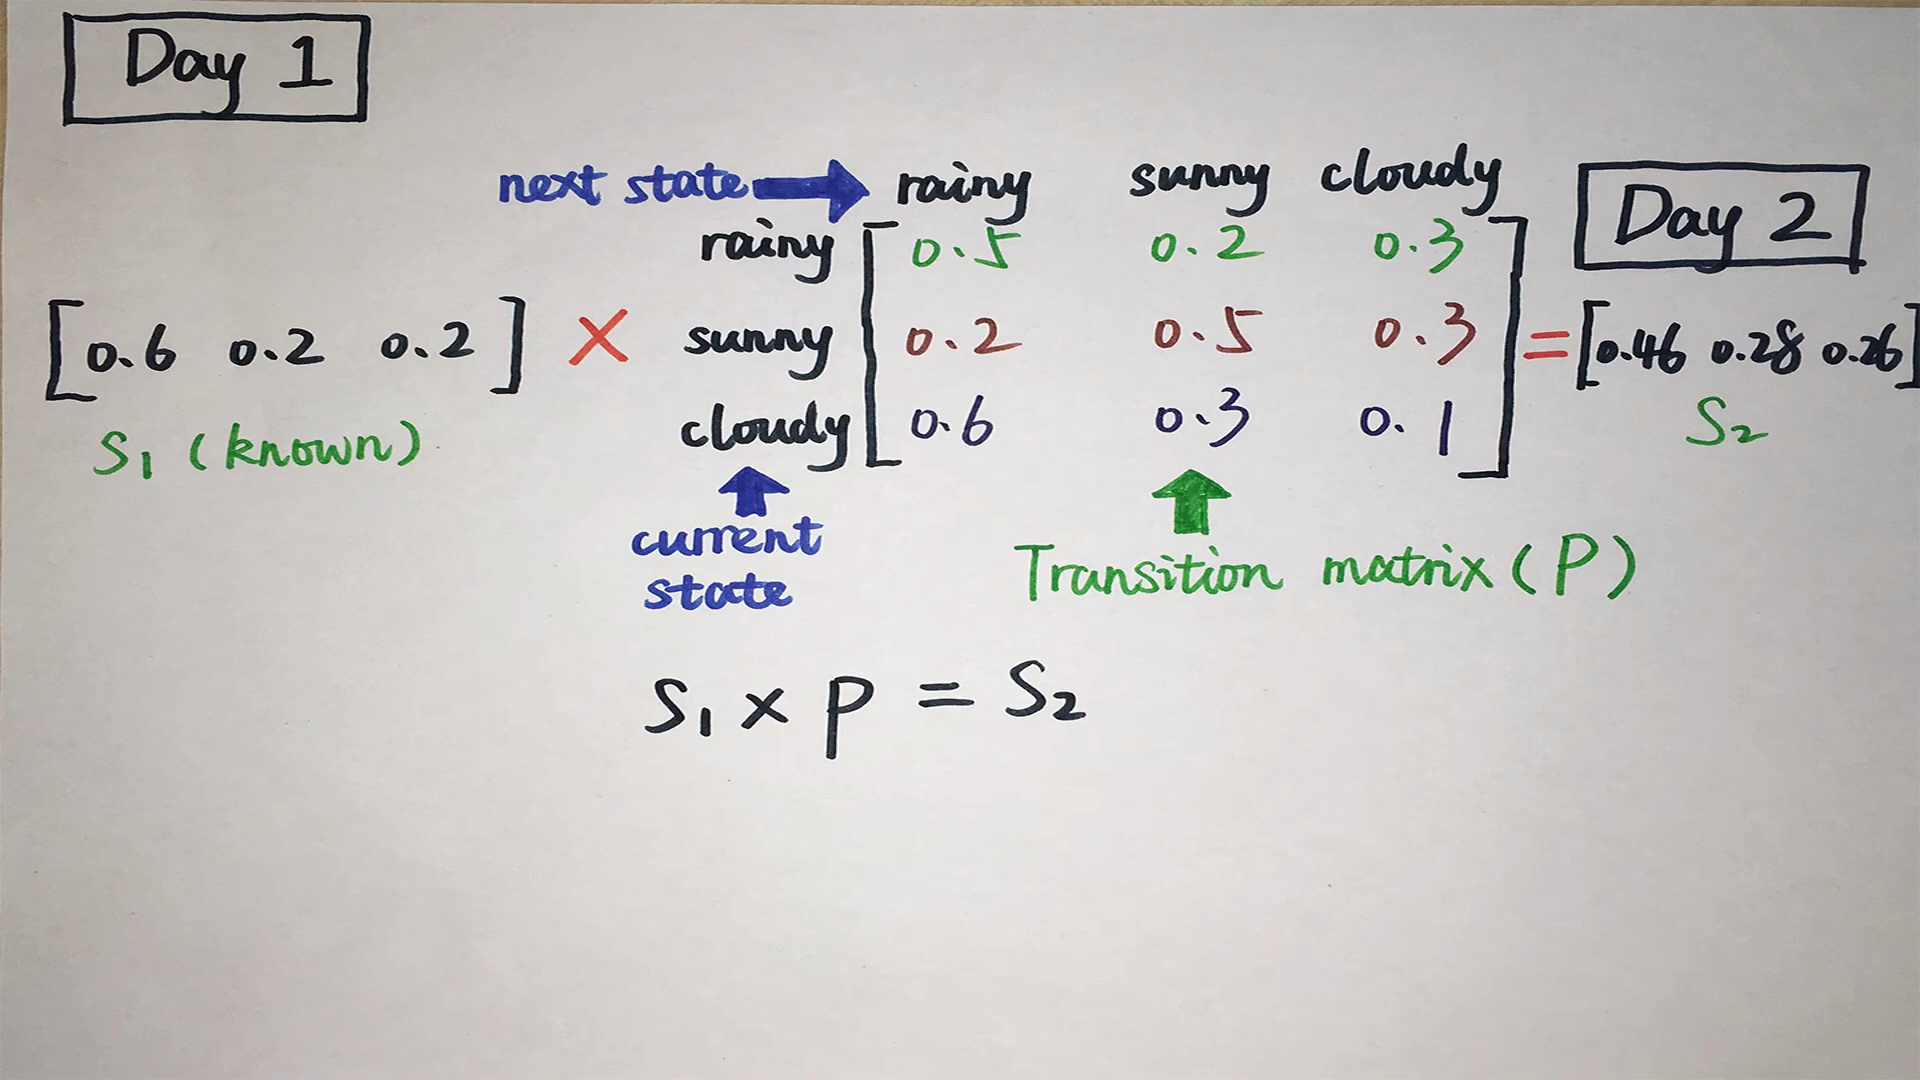 Day 1
next state rainy sunny cloudy
Day 2
rainy 0.5 0.2 0.3
[0.6 0.2 0.2] × sunny 0.2 0.5 0.3 = [0.46 0.28 0.26]
cloudy 0.6 0.3 0.1
S₁ (known)
S₂
current
state
Transition matrix (P)
S₁ × P = S₂